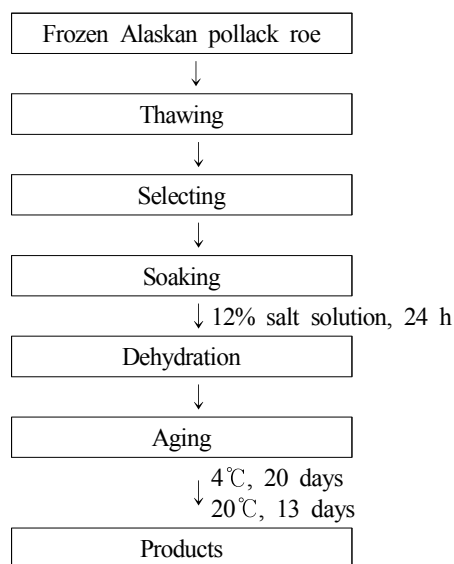 Frozen Alaskan pollack roe
↓
Thawing
↓
Selecting
↓
Soaking
↓ 12% salt solution, 24 h
Dehydration
↓
Aging
4℃, 20 days
↓
20℃, 13 days
Products